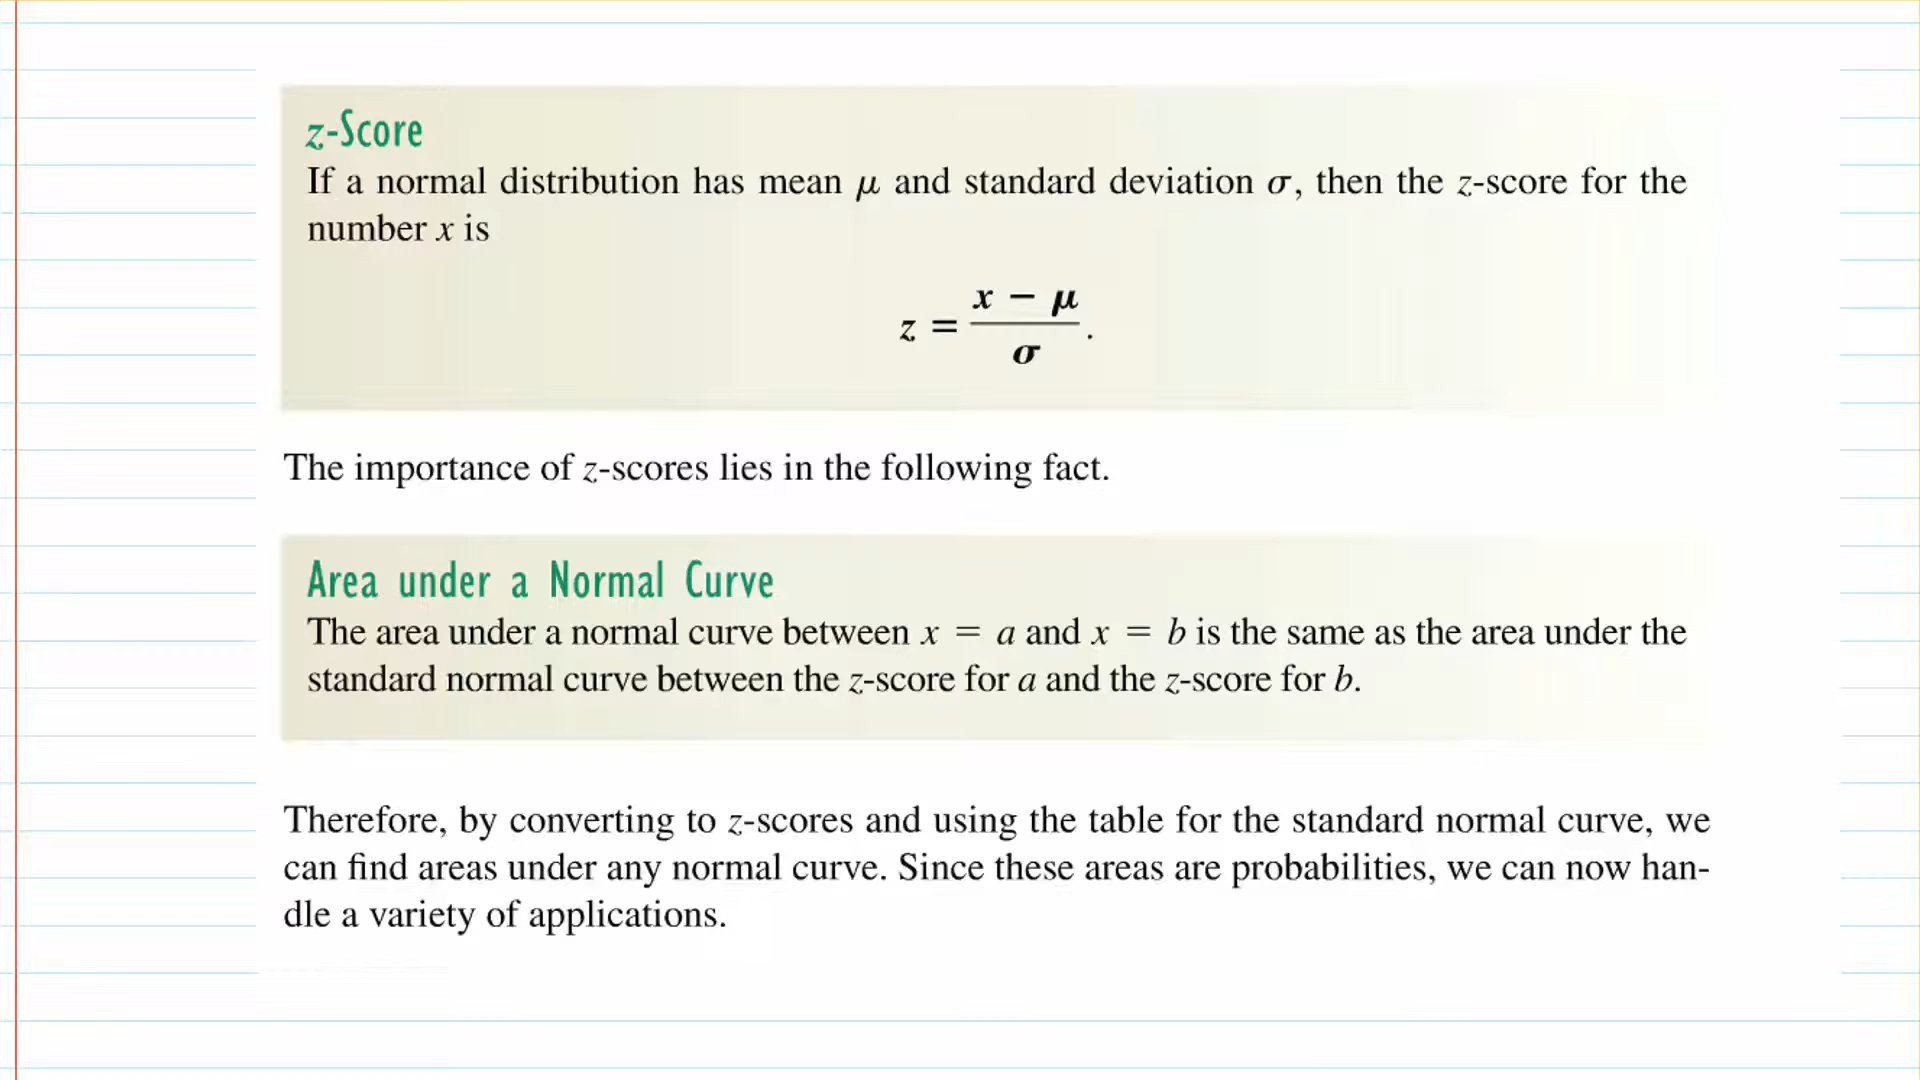 z-Score
If a normal distribution has mean μ and standard deviation σ, then the z-score for the
number x is
z = x − μ / σ .
The importance of z-scores lies in the following fact.
Area under a Normal Curve
The area under a normal curve between x = a and x = b is the same as the area under the
standard normal curve between the z-score for a and the z-score for b.
Therefore, by converting to z-scores and using the table for the standard normal curve, we
can find areas under any normal curve. Since these areas are probabilities, we can now han-
dle a variety of applications.